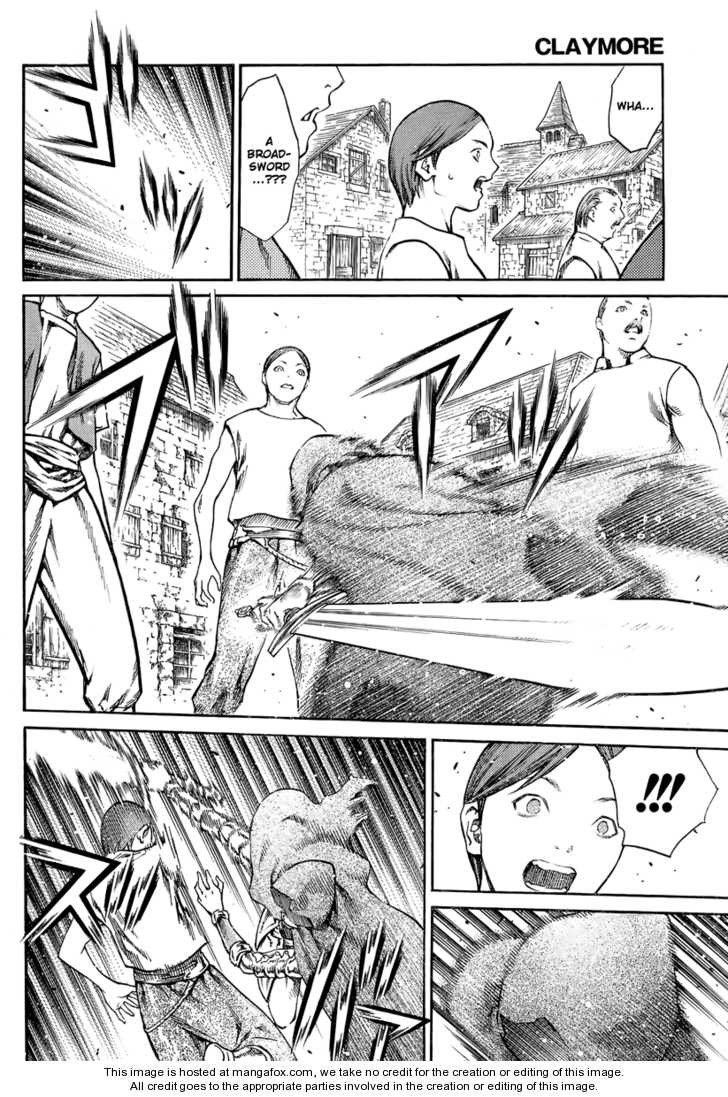 CLAYMORE
WHA...
A
BROAD-
SWORD
...???
!!!
This image is hosted at mangafox.com, we take no credit for the creation or editing of this image.
All credit goes to the appropriate parties involved in the creation or editing of this image.